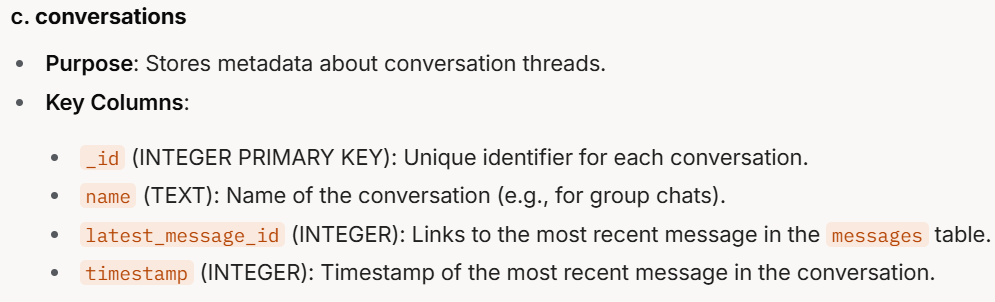 c. conversations
• Purpose: Stores metadata about conversation threads.
• Key Columns:
• _id (INTEGER PRIMARY KEY): Unique identifier for each conversation.
• name (TEXT): Name of the conversation (e.g., for group chats).
• latest_message_id (INTEGER): Links to the most recent message in the messages table.
• timestamp (INTEGER): Timestamp of the most recent message in the conversation.